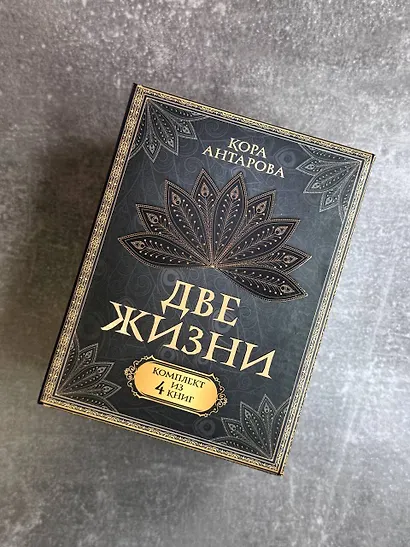 КОРА
АНТАРОВА
ДВЕ
ЖИЗНИ
КОМПЛЕКТ
ИЗ
4 КНИГ